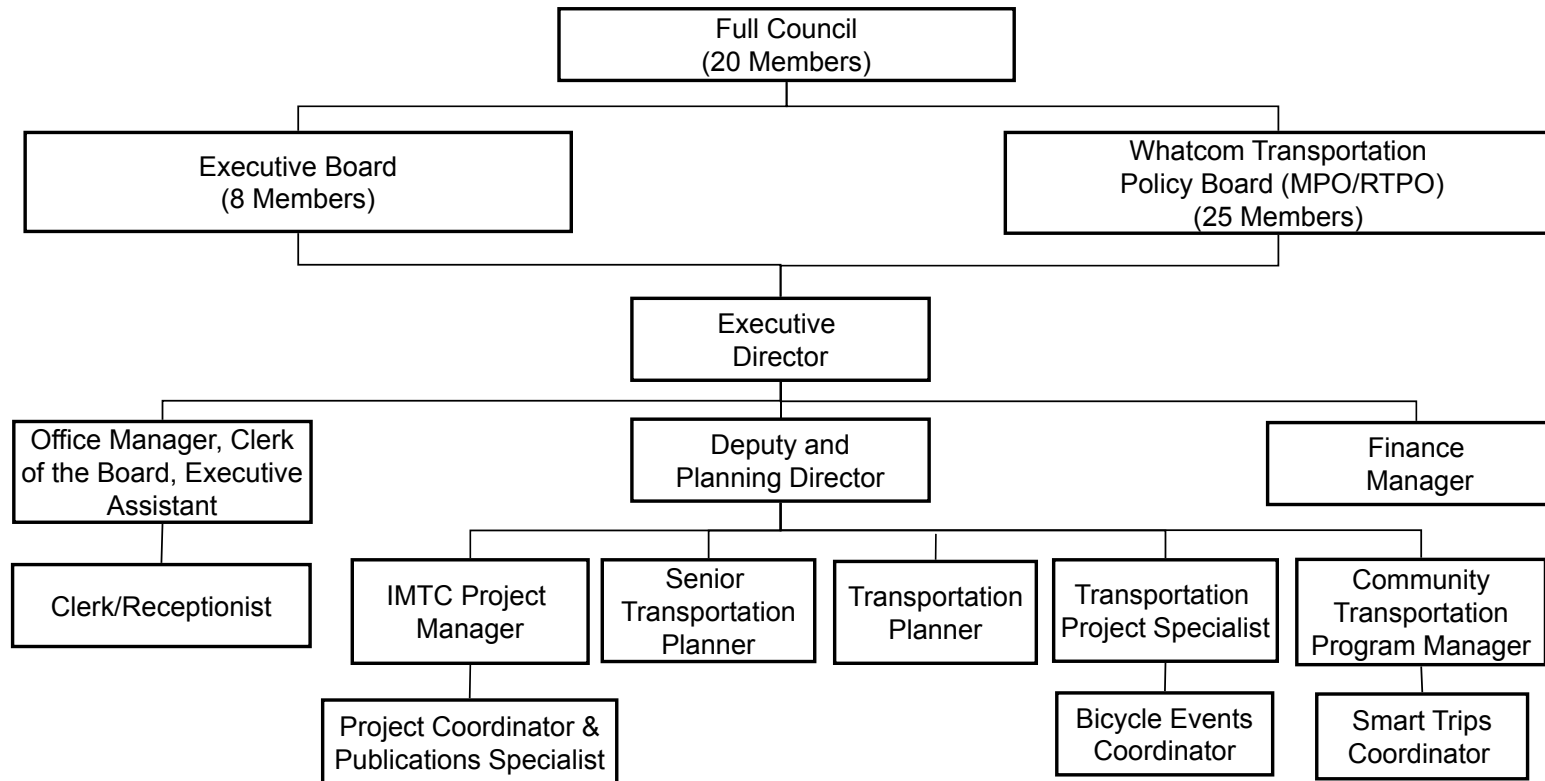 Full Council
(20 Members)
Executive Board
(8 Members)
Whatcom Transportation
Policy Board (MPO/RTPO)
(25 Members)
Executive
Director
Office Manager, Clerk
of the Board, Executive
Assistant
Deputy and
Planning Director
Finance
Manager
Clerk/Receptionist
IMTC Project
Manager
Senior
Transportation
Planner
Transportation
Planner
Transportation
Project Specialist
Community
Transportation
Program Manager
Project Coordinator &
Publications Specialist
Bicycle Events
Coordinator
Smart Trips
Coordinator